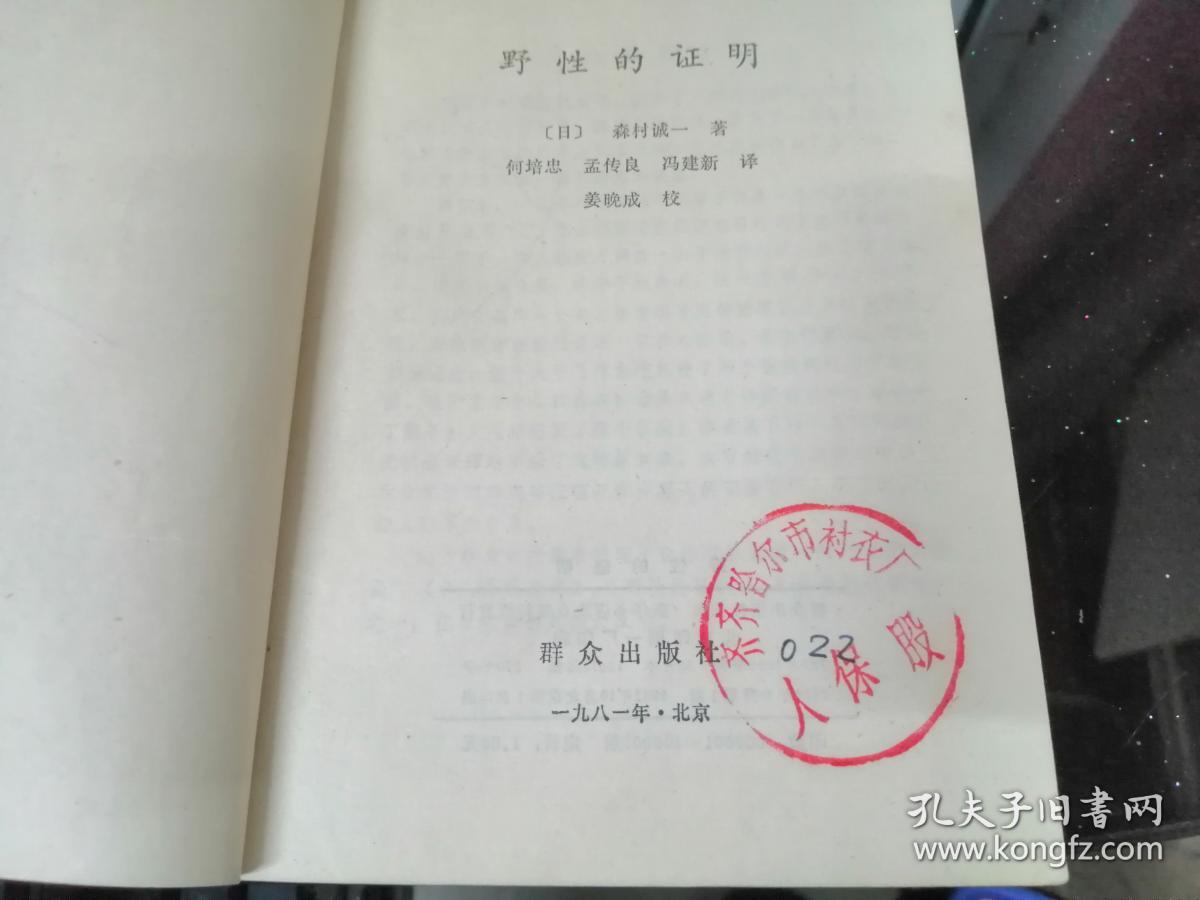 野性的证明
〔日〕 森村诚一 著
何培忠 孟传良 冯建新 译
姜晚成 校
群众出版社
一九八一年·北京
齐齐哈尔市衬衣厂
022
人保股
孔夫子旧书网
www.kongfz.com